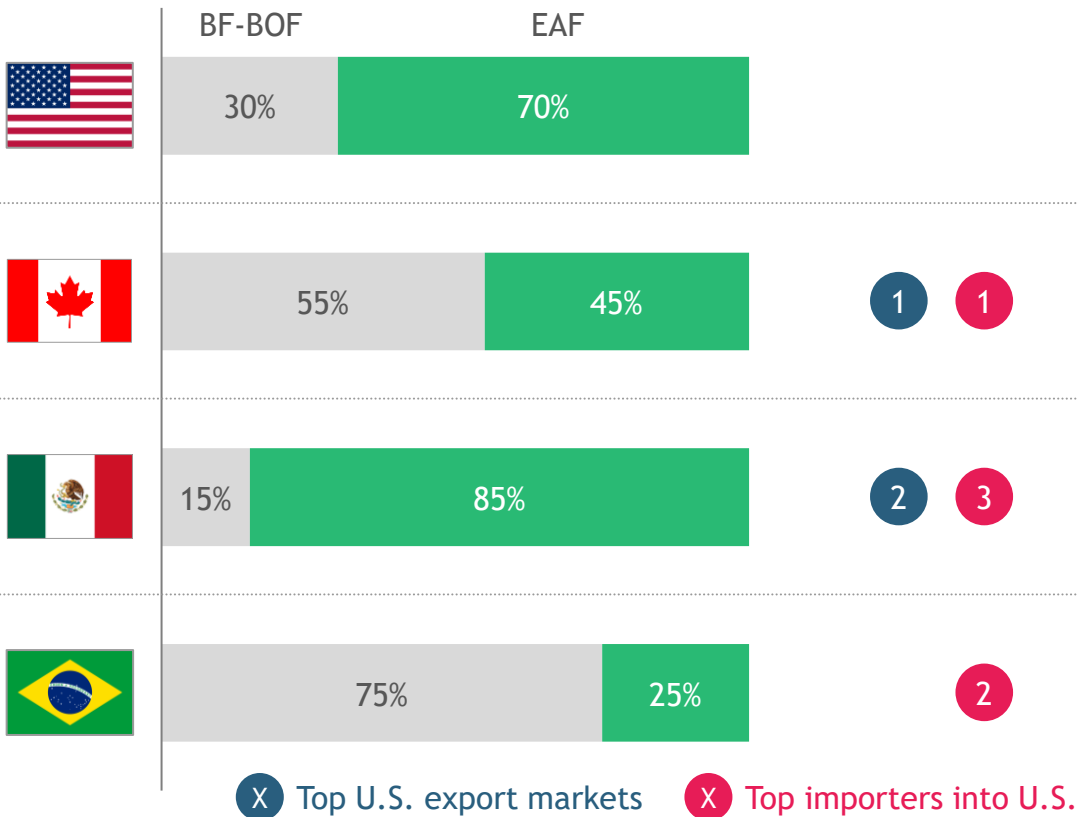 BF-BOF EAF
30% 70%
55% 45% 1 1
15% 85% 2 3
75% 25% 2
X Top U.S. export markets X Top importers into U.S.